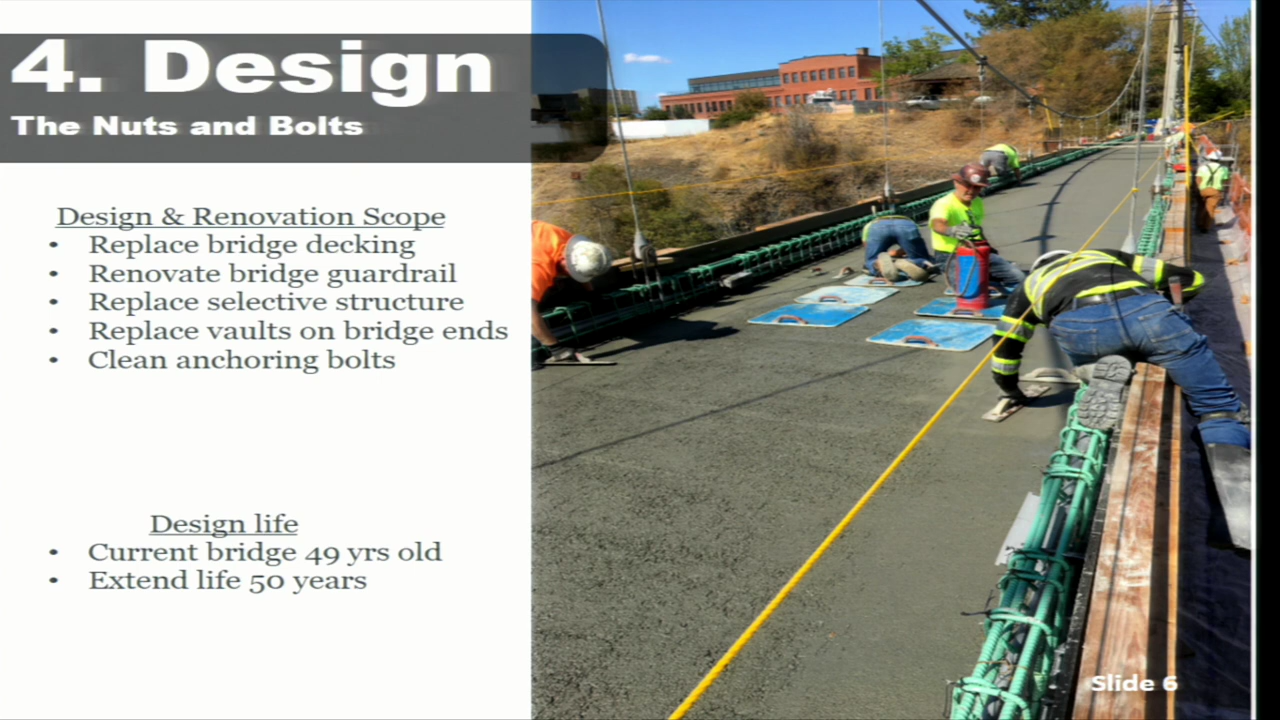 4. Design
The Nuts and Bolts
Design & Renovation Scope
• Replace bridge decking
• Renovate bridge guardrail
• Replace selective structure
• Replace vaults on bridge ends
• Clean anchoring bolts
Design life
• Current bridge 49 yrs old
• Extend life 50 years
Slide 6